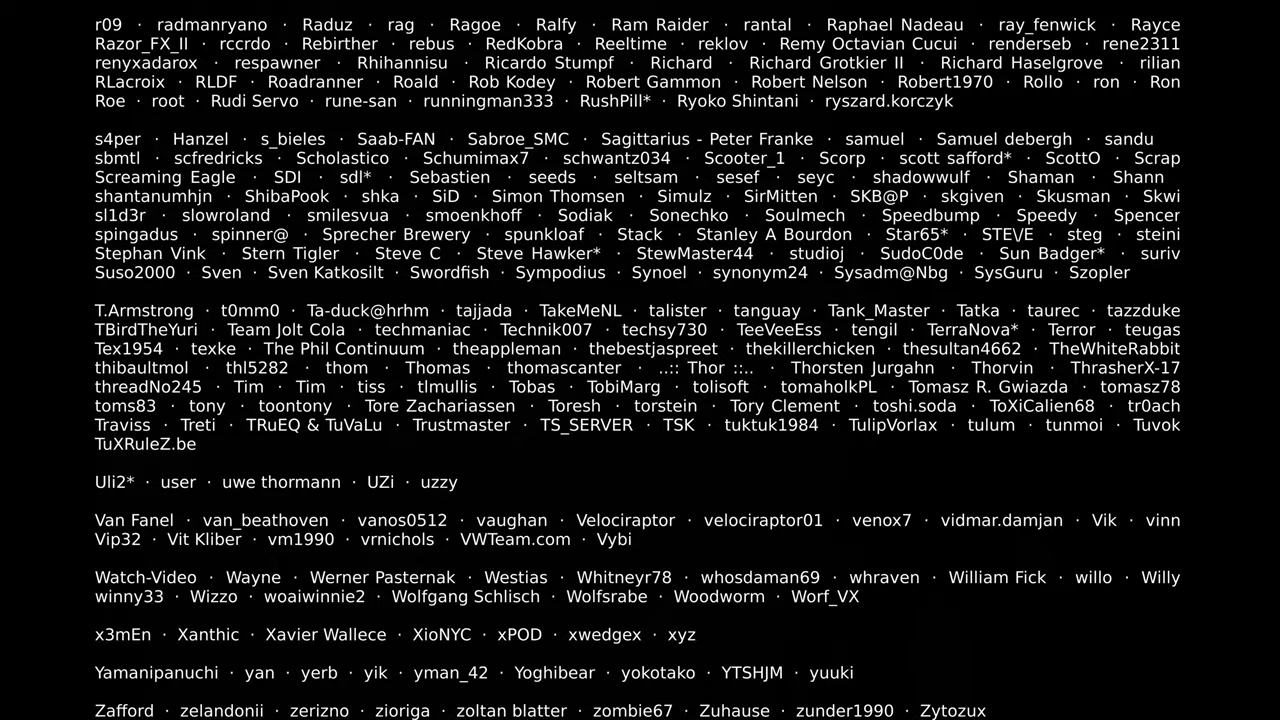 r09 · radmanryano · Raduz · rag · Ragoe · Ralfy · Ram Raider · rantal · Raphael Nadeau · ray_fenwick · Rayce
Razor_FX_II · rccrdo · Rebirther · rebus · RedKobra · Reeltime · reklov · Remy Octavian Cucui · renderseb · rene2311
renyxadarox · respawner · Rhihannisu · Ricardo Stumpf · Richard · Richard Grotkier II · Richard Haselgrove · rilian
RLacroix · RLDF · Roadranner · Roald · Rob Kodey · Robert Gammon · Robert Nelson · Robert1970 · Rollo · ron · Ron
Roe · root · Rudi Servo · rune-san · runningman333 · RushPill* · Ryoko Shintani · ryszard.korczyk
s4per · Hanzel · s_bieles · Saab-FAN · Sabroe_SMC · Sagittarius - Peter Franke · samuel · Samuel debergh · sandu
sbmtl · scfredricks · Scholastico · Schumimax7 · schwantz034 · Scooter_1 · Scorp · scott safford* · ScottO · Scrap
Screaming Eagle · SDI · sdl* · Sebastien · seeds · seltsam · sesef · seyc · shadowwulf · Shaman · Shann
shantanumhjn · ShibaPook · shka · SiD · Simon Thomsen · Simulz · SirMitten · SKB@P · skgiven · Skusman · Skwi
sl1d3r · slowroland · smilesvua · smoenkhoff · Sodiak · Sonechko · Soulmech · Speedbump · Speedy · Spencer
spingadus · spinner@ · Sprecher Brewery · spunkloaf · Stack · Stanley A Bourdon · Star65* · STE\/E · steg · steini
Stephan Vink · Stern Tigler · Steve C · Steve Hawker* · StewMaster44 · studioj · SudoC0de · Sun Badger* · suriv
Suso2000 · Sven · Sven Katkosilt · Swordfish · Sympodius · Synoel · synonym24 · Sysadm@Nbg · SysGuru · Szopler
T.Armstrong · t0mm0 · Ta-duck@hrhm · tajjada · TakeMeNL · talister · tanguay · Tank_Master · Tatka · taurec · tazzduke
TBirdTheYuri · Team Jolt Cola · techmaniac · Technik007 · techsy730 · TeeVeeEss · tengil · TerraNova* · Terror · teugas
Tex1954 · texke · The Phil Continuum · theappleman · thebestjaspreet · thekillerchicken · thesultan4662 · TheWhiteRabbit
thibaultmol · thl5282 · thom · Thomas · thomascanter · ..:: Thor ::.. · Thorsten Jurgahn · Thorvin · ThrasherX-17
threadNo245 · Tim · Tim · tiss · tlmullis · Tobas · TobiMarg · tolisoft · tomaholkPL · Tomasz R. Gwiazda · tomasz78
toms83 · tony · toontony · Tore Zachariassen · Toresh · torstein · Tory Clement · toshi.soda · ToXiCalien68 · tr0ach
Traviss · Treti · TRuEQ & TuVaLu · Trustmaster · TS_SERVER · TSK · tuktuk1984 · TulipVorlax · tulum · tunmoi · Tuvok
TuXRuleZ.be
Uli2* · user · uwe thormann · UZi · uzzy
Van Fanel · van_beathoven · vanos0512 · vaughan · Velociraptor · velociraptor01 · venox7 · vidmar.damjan · Vik · vinn
Vip32 · Vit Kliber · vm1990 · vrnichols · VWTeam.com · Vybi
Watch-Video · Wayne · Werner Pasternak · Westias · Whitneyr78 · whosdaman69 · whraven · William Fick · willo · Willy
winny33 · Wizzo · woaiwinnie2 · Wolfgang Schlisch · Wolfsrabe · Woodworm · Worf_VX
x3mEn · Xanthic · Xavier Wallece · XioNYC · xPOD · xwedgex · xyz
Yamanipanuchi · yan · yerb · yik · yman_42 · Yoghibear · yokotako · YTSHJM · yuuki
Zafford · zelandonii · zerizno · zioriga · zoltan blatter · zombie67 · Zuhause · zunder1990 · Zytozux